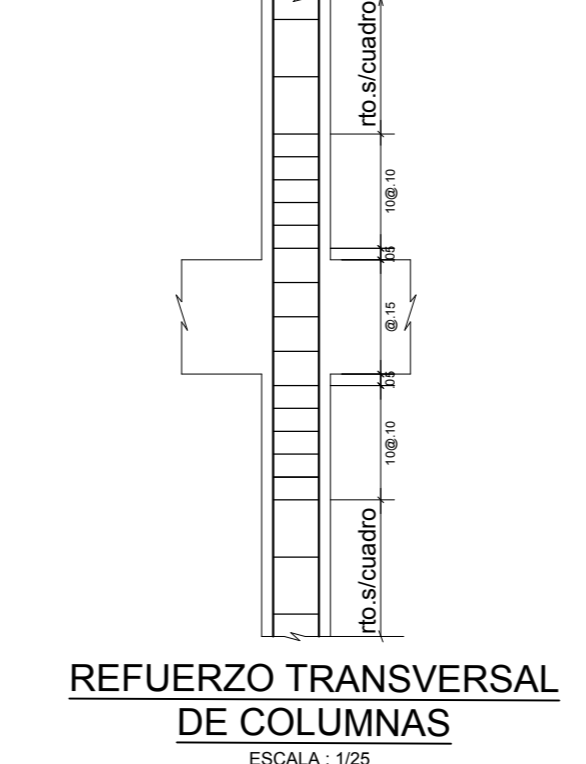 rto.s/cuadro
10@.10
.05
@.15
.05
10@.10
rto.s/cuadro
REFUERZO TRANSVERSAL
DE COLUMNAS
ESCALA : 1/25